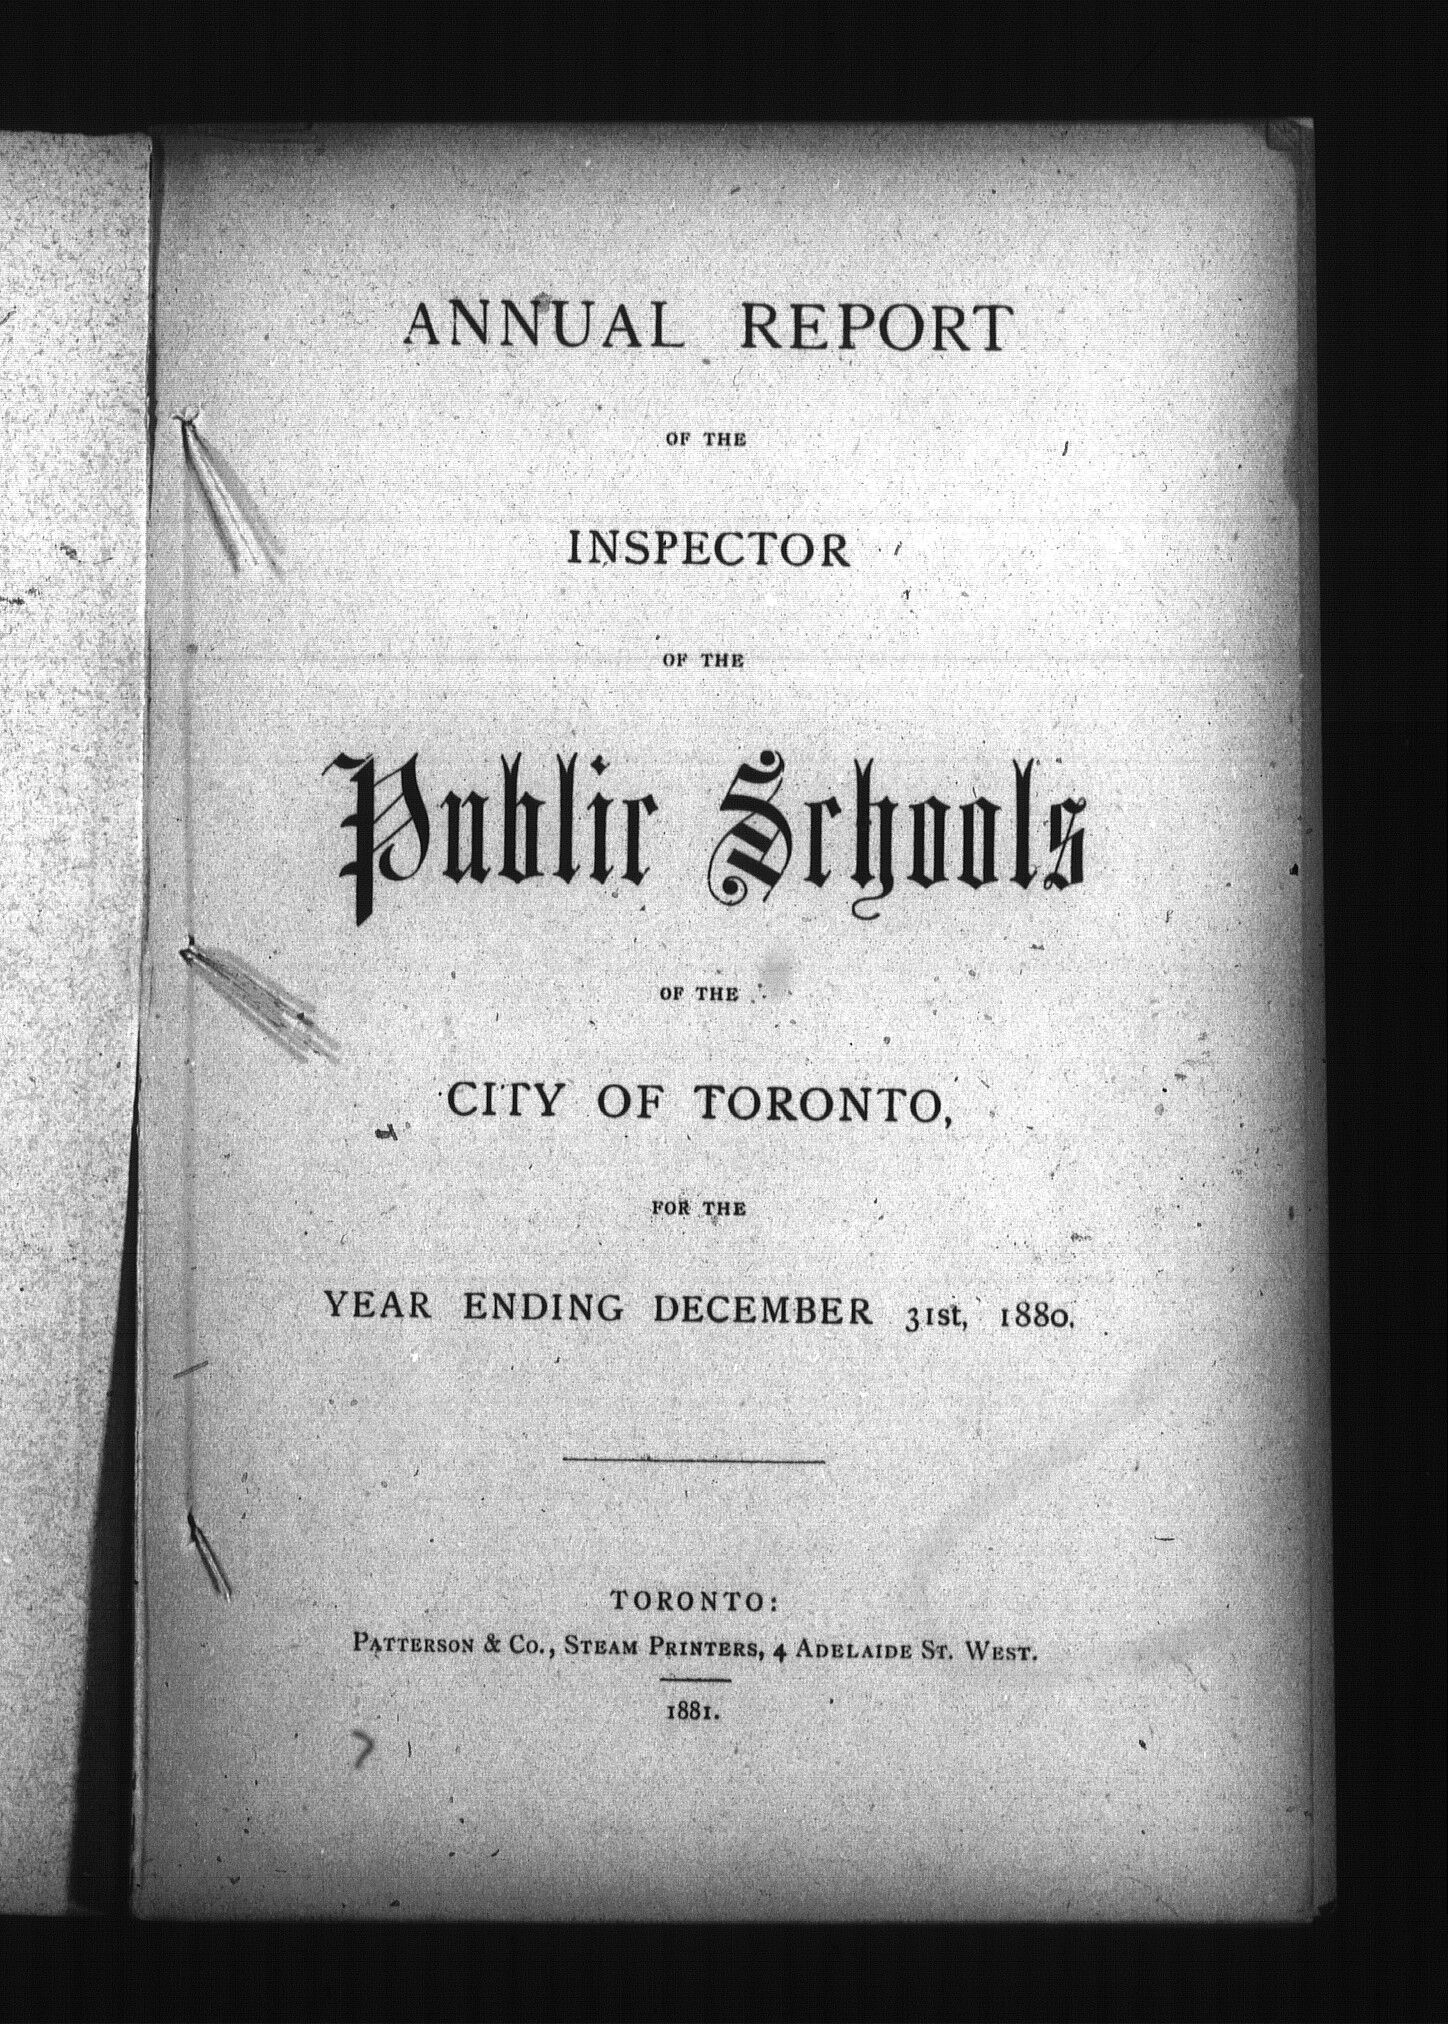 ANNUAL REPORT
OF THE
INSPECTOR
OF THE
Public Schools
OF THE
CITY OF TORONTO,
FOR THE
YEAR ENDING DECEMBER 31st, 1880.
TORONTO:
PATTERSON & CO., STEAM PRINTERS, 4 ADELAIDE ST. WEST.
1881.